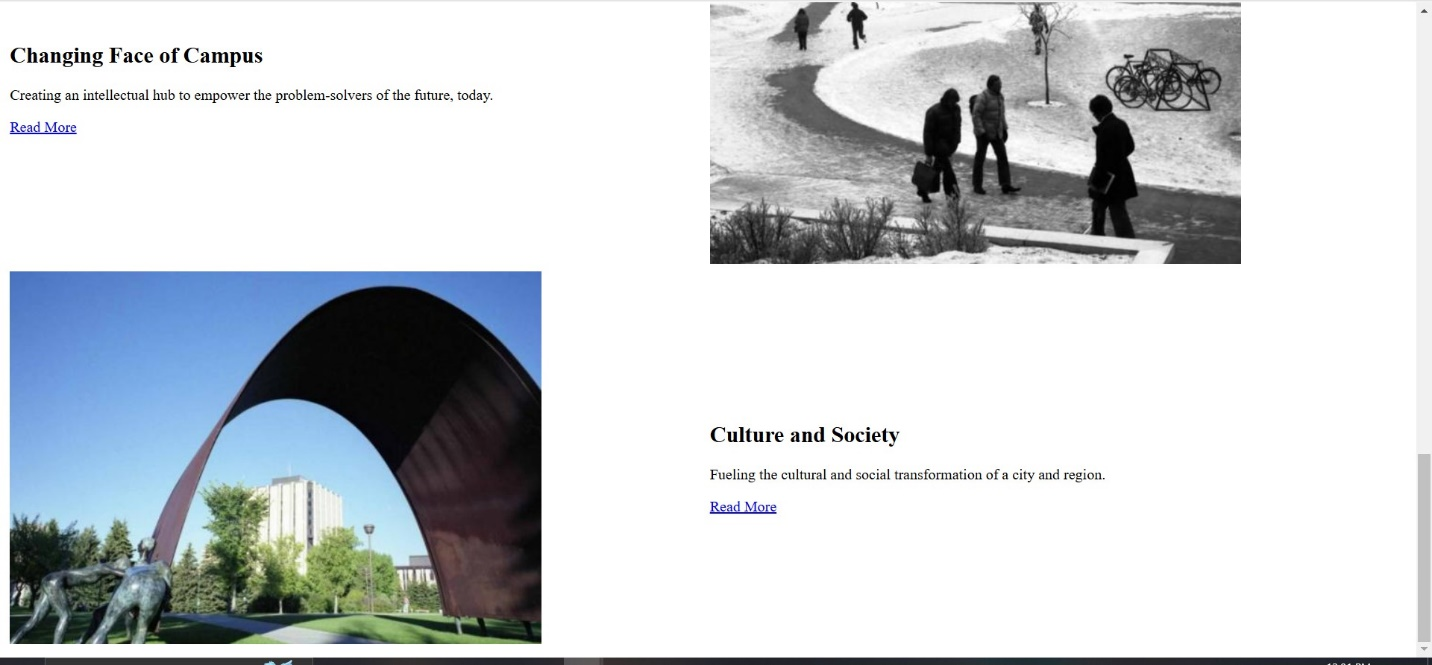 Changing Face of Campus
Creating an intellectual hub to empower the problem-solvers of the future, today.
Read More
Culture and Society
Fueling the cultural and social transformation of a city and region.
Read More